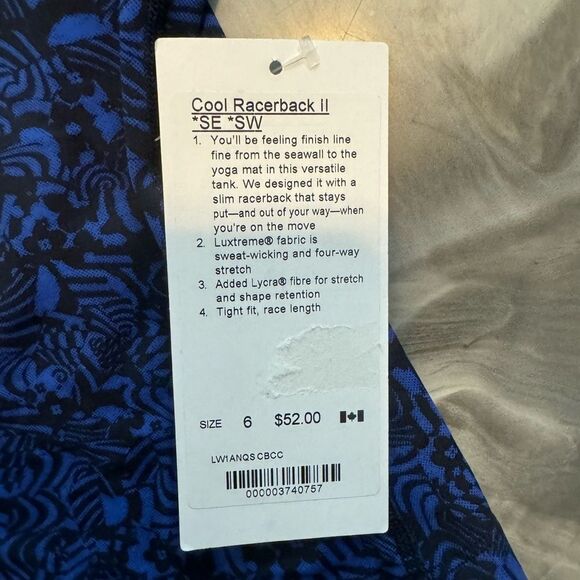 Cool Racerback II
*SE *SW
1. You'll be feeling finish line
fine from the seawall to the
yoga mat in this versatile
tank. We designed it with a
slim racerback that stays
put—and out of your way—when
you're on the move
2. Luxtreme® fabric is
sweat-wicking and four-way
stretch
3. Added Lycra® fibre for stretch
and shape retention
4. Tight fit, race length
SIZE 6 $52.00
LW1ANQS CBCC
000003740757